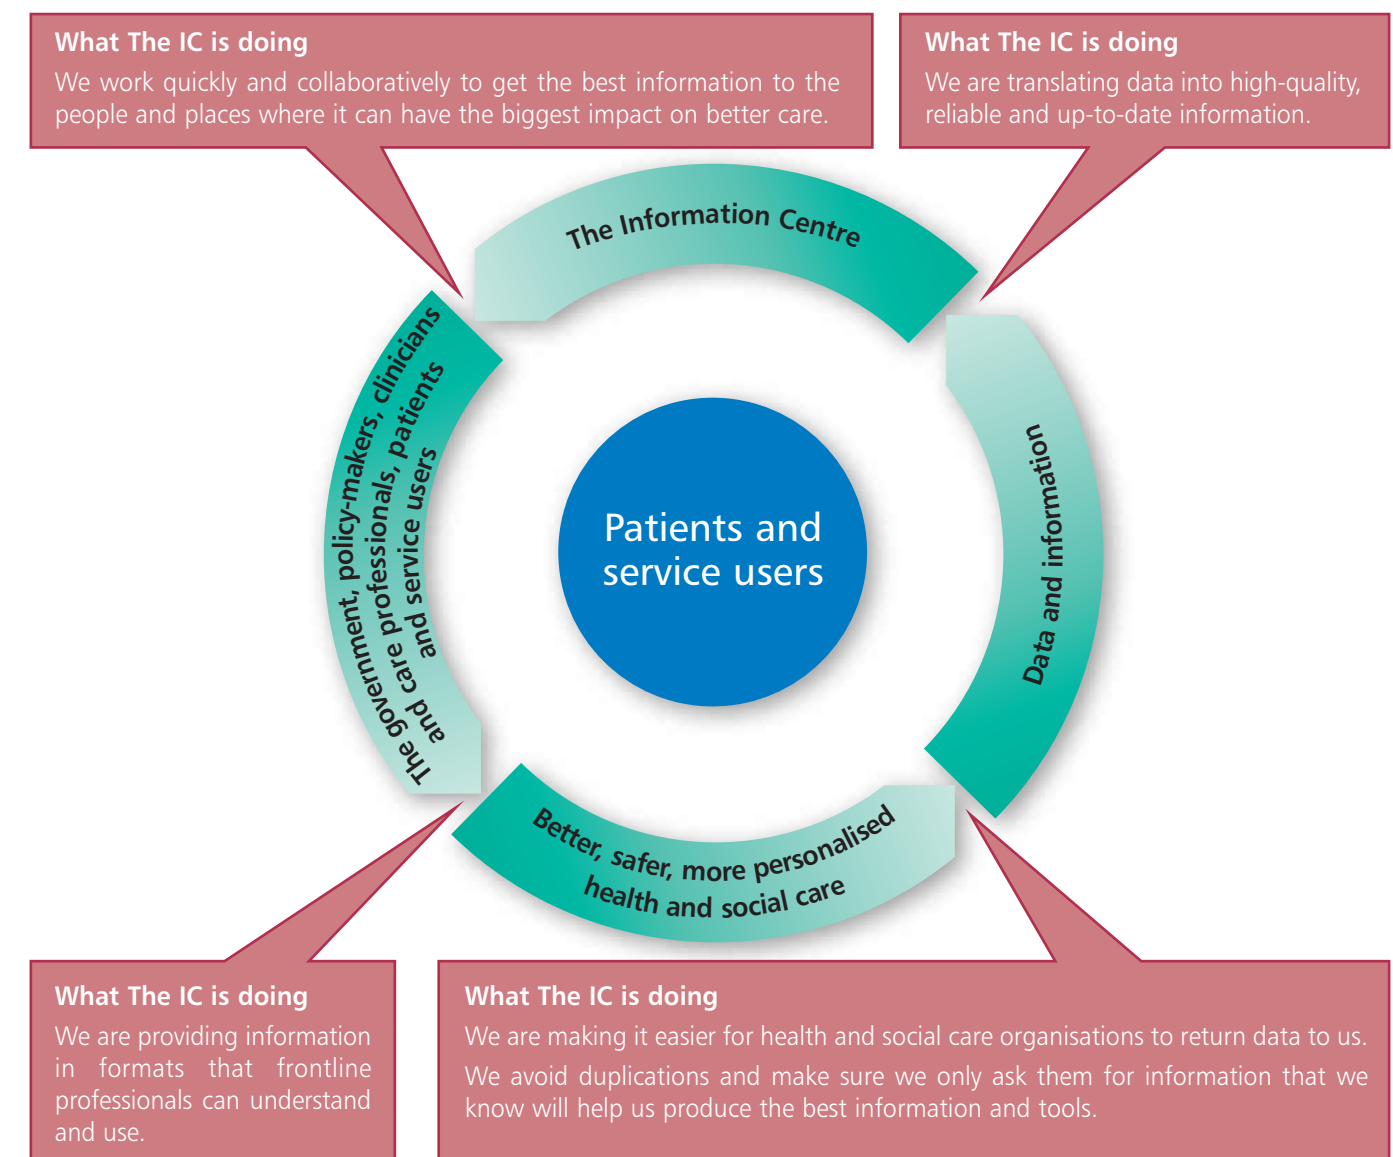 What The IC is doing
We work quickly and collaboratively to get the best information to the
people and places where it can have the biggest impact on better care.
What The IC is doing
We are translating data into high-quality,
reliable and up-to-date information.
The Information Centre
The government, policy-makers, clinicians
and care professionals, patients
and service users
Patients and
service users
Data and information
Better, safer, more personalised
health and social care
What The IC is doing
We are providing information
in formats that frontline
professionals can understand
and use.
What The IC is doing
We are making it easier for health and social care organisations to return data to us.
We avoid duplications and make sure we only ask them for information that we
know will help us produce the best information and tools.